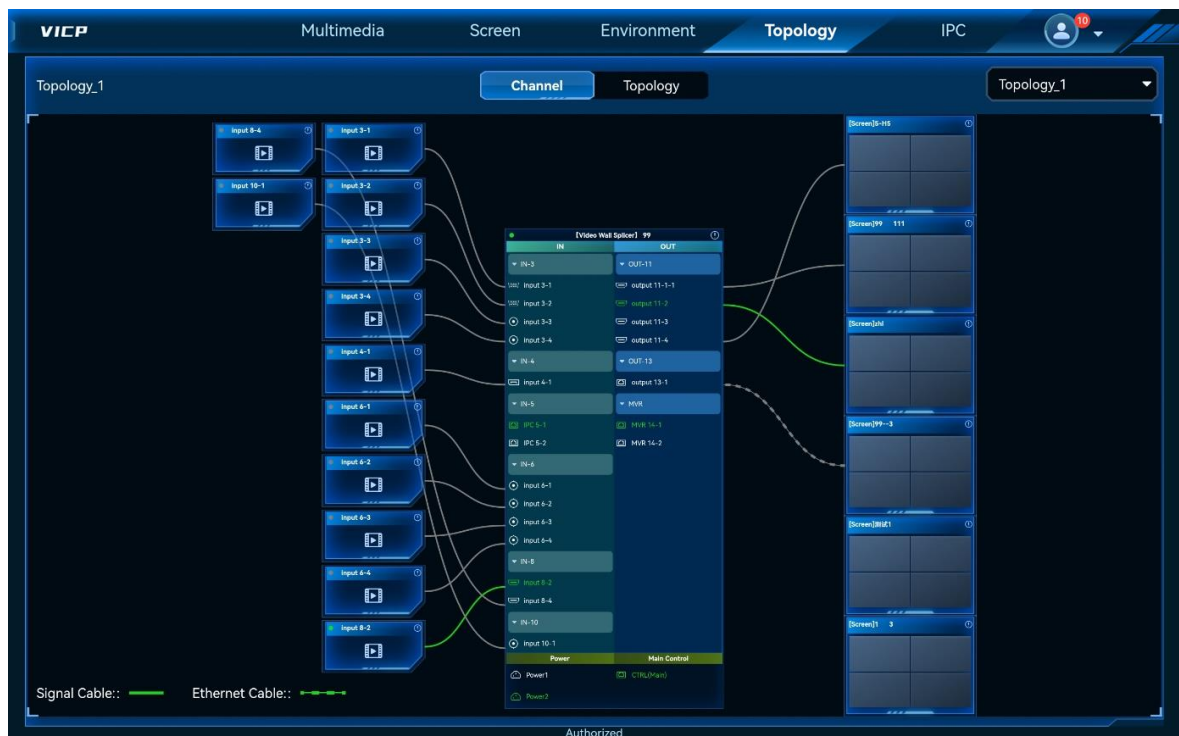 VICP
Multimedia
Screen
Environment
Topology
IPC
10
Topology_1
Channel
Topology
Topology_1
input 8-4
input 3-1
input 10-1
input 3-2
input 3-3
input 3-4
input 4-1
input 6-1
input 6-2
input 6-3
input 6-4
input 8-2
[Video Wall Splicer] 99
IN
OUT
IN-3
OUT-11
input 3-1
output 11-1-1
input 3-2
output 11-2
input 3-3
output 11-3
input 3-4
output 11-4
IN-4
OUT-13
input 4-1
output 13-1
IN-5
MVR
IPC 5-1
MVR 14-1
IPC 5-2
MVR 14-2
IN-6
input 6-1
input 6-2
input 6-3
input 6-4
IN-8
input 8-2
input 8-4
IN-10
input 10-1
Power
Main Control
Power1
CTRL(Main)
Power2
[Screen]5-HS
[Screen]99 111
[Screen]zhl
[Screen]99--3
[Screen]测试1
[Screen]1 3
Signal Cable::
Ethernet Cable::
Authorized